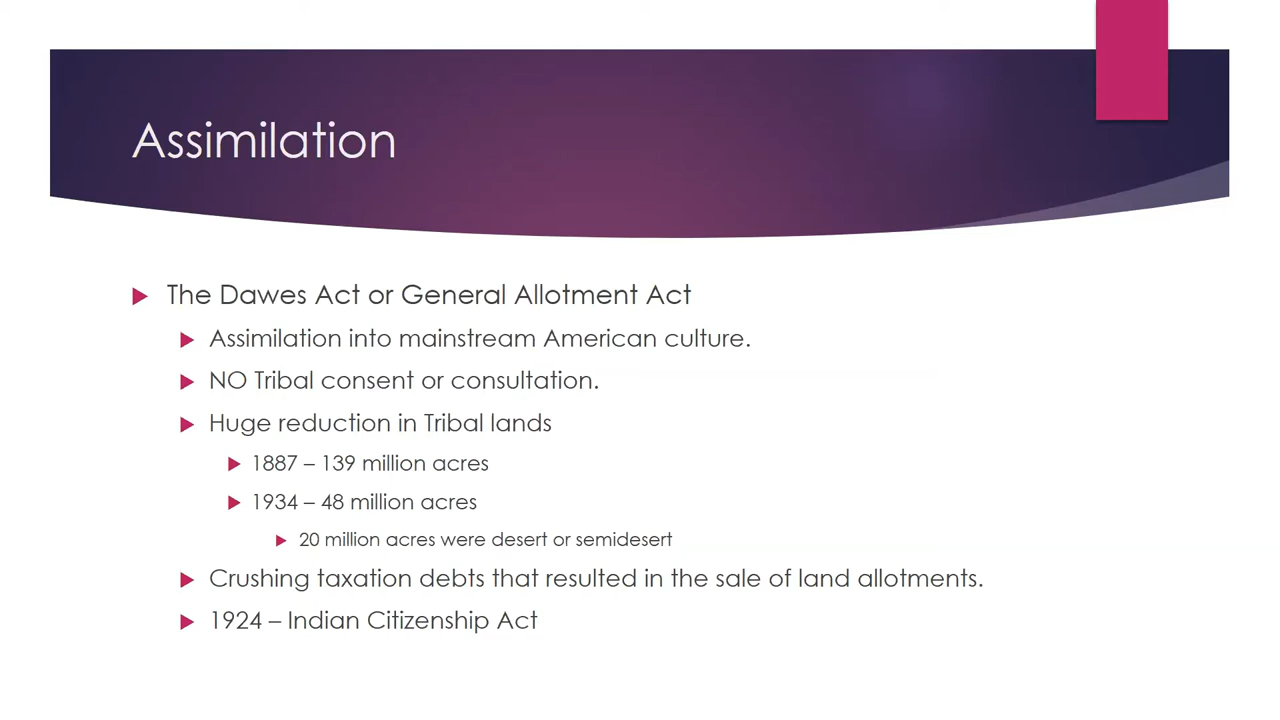 Assimilation
The Dawes Act or General Allotment Act
Assimilation into mainstream American culture.
NO Tribal consent or consultation.
Huge reduction in Tribal lands
1887 – 139 million acres
1934 – 48 million acres
20 million acres were desert or semidesert
Crushing taxation debts that resulted in the sale of land allotments.
1924 – Indian Citizenship Act